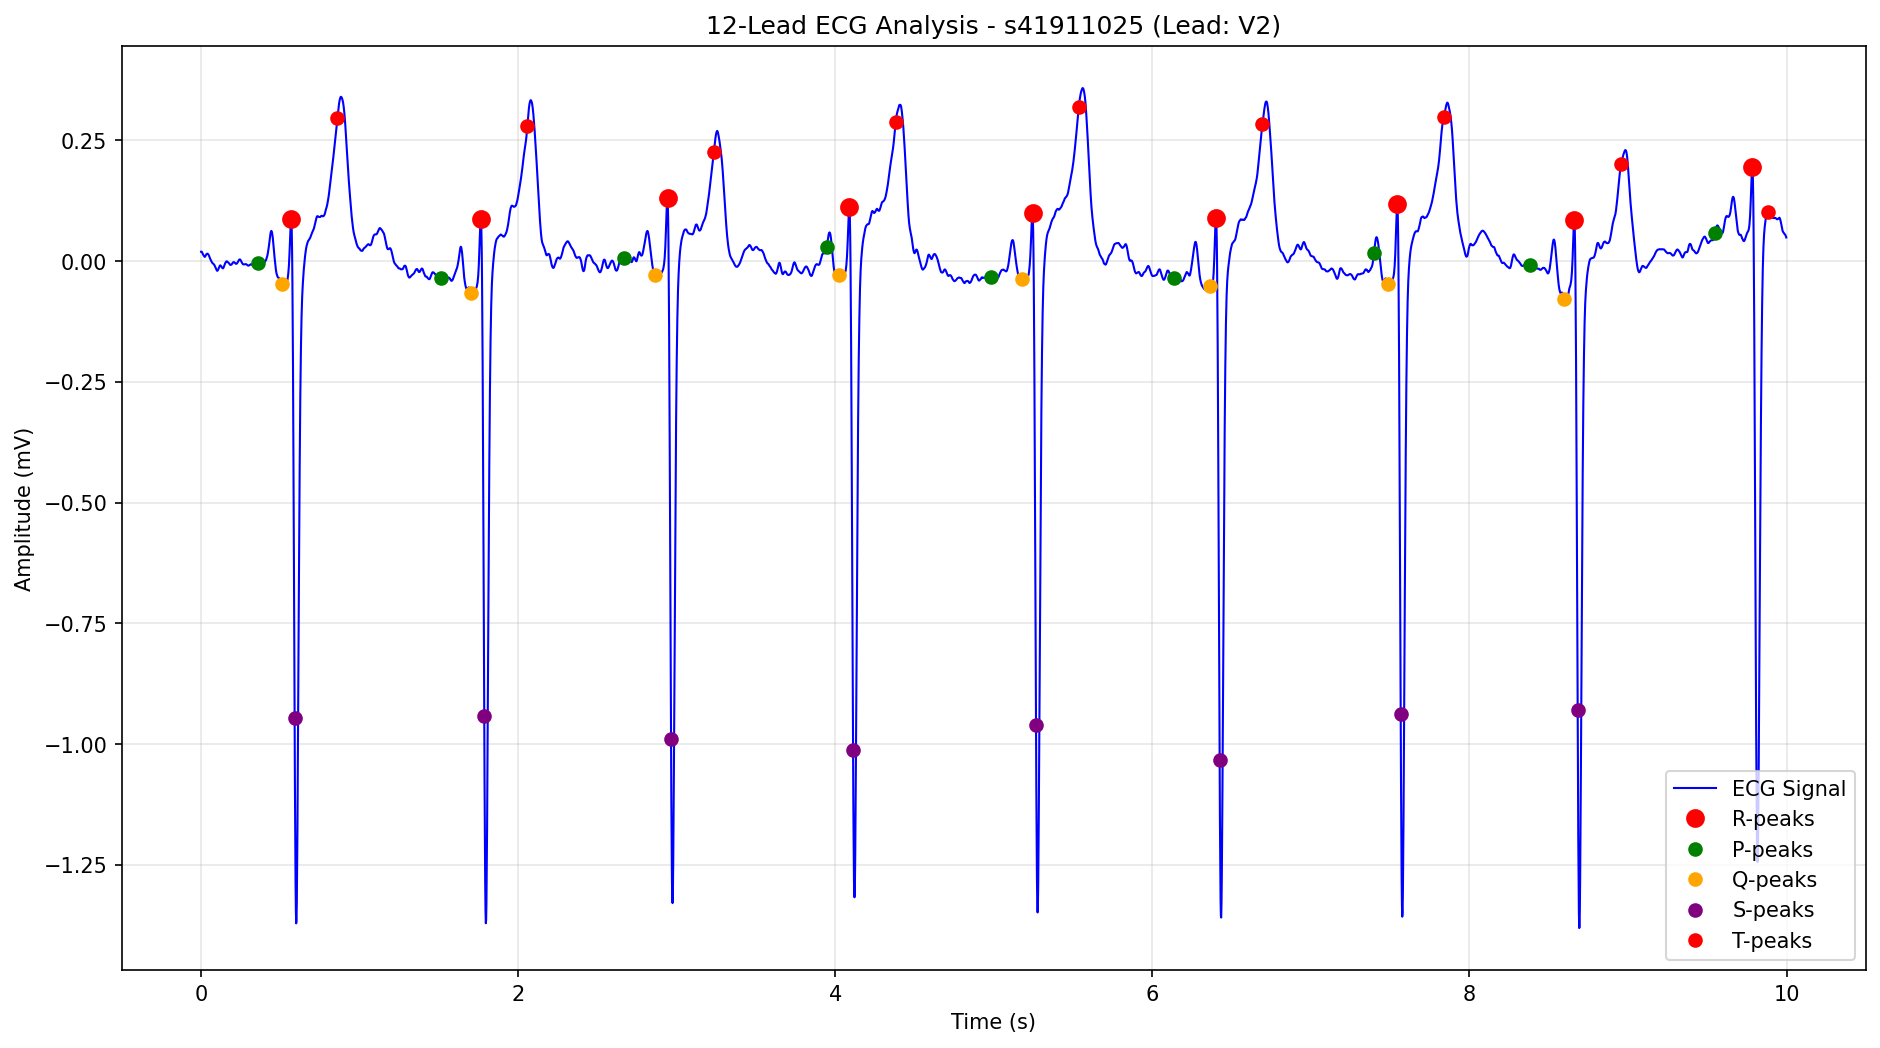 12-Lead ECG Analysis - s41911025 (Lead: V2)
Amplitude (mV)
0.25
0.00
−0.25
−0.50
−0.75
−1.00
−1.25
ECG Signal
R-peaks
P-peaks
Q-peaks
S-peaks
T-peaks
0 2 4 6 8 10
Time (s)